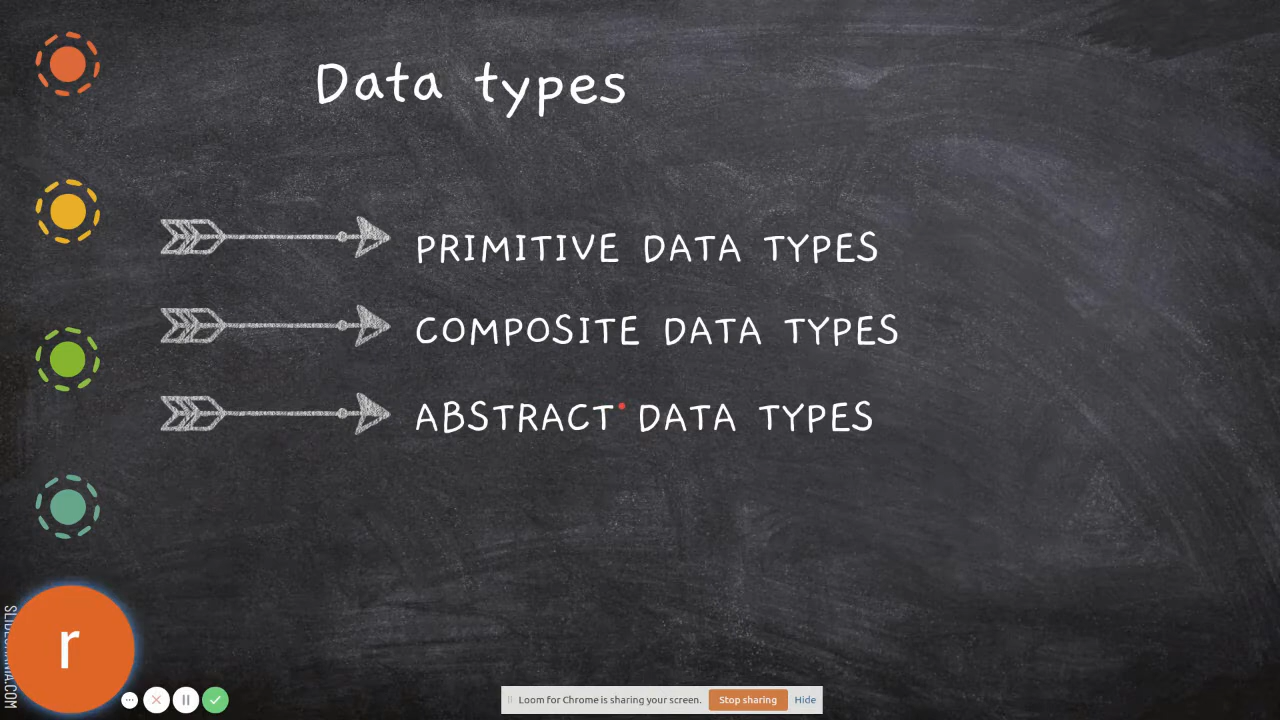 Data types
PRIMITIVE DATA TYPES
COMPOSITE DATA TYPES
ABSTRACT DATA TYPES
r
Loom for Chrome is sharing your screen. Stop sharing Hide